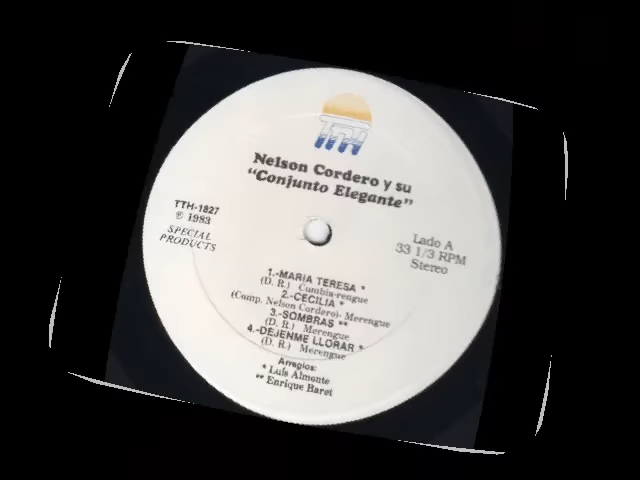 TTH
Nelson Cordero y su
"Conjunto Elegante"
TTH-1827
℗ 1983
SPECIAL
PRODUCTS
Lado A
33 1/3 RPM
Stereo
1.-MARIA TERESA *
(D. R.) Cumbia-rengue
2.-CECILIA *
(Comp. Nelson Cordero)- Merengue
3.-SOMBRAS **
(D. R.) Merengue
4.-DEJENME LLORAR *
(D. R.) Merengue
Arreglos:
* Luis Almonte
** Enrique Baret